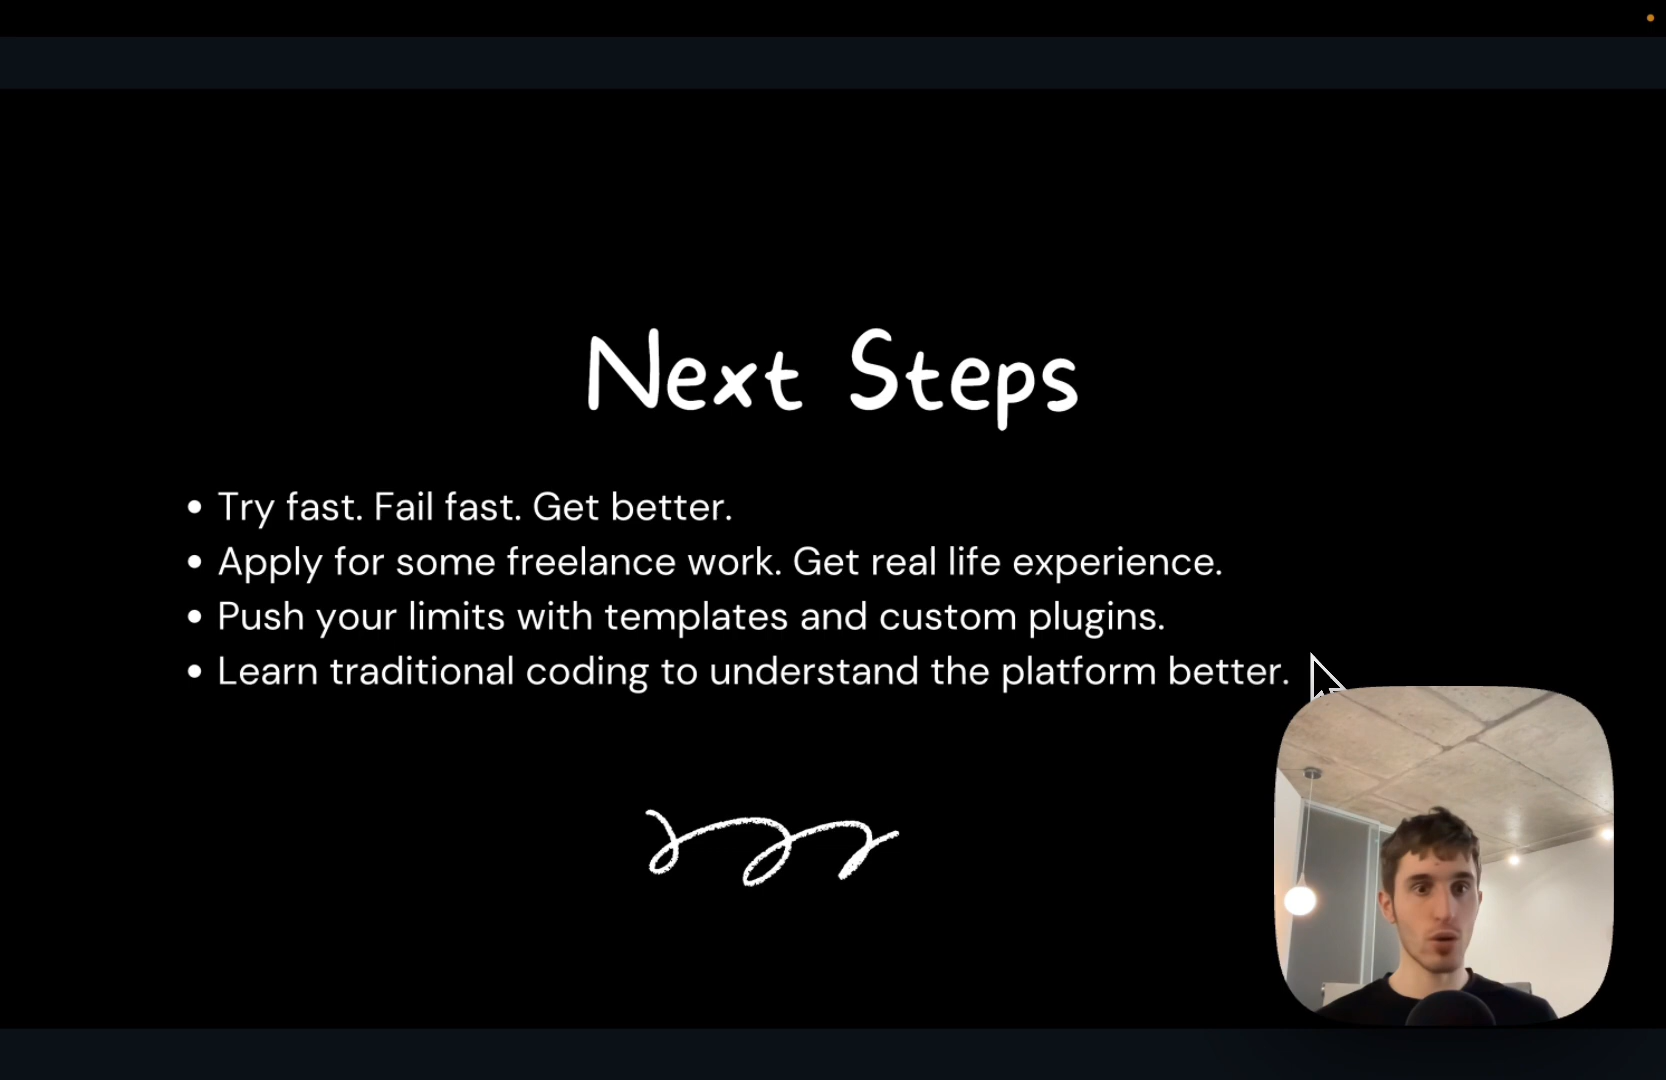 Next Steps
• Try fast. Fail fast. Get better.
• Apply for some freelance work. Get real life experience.
• Push your limits with templates and custom plugins.
• Learn traditional coding to understand the platform better.